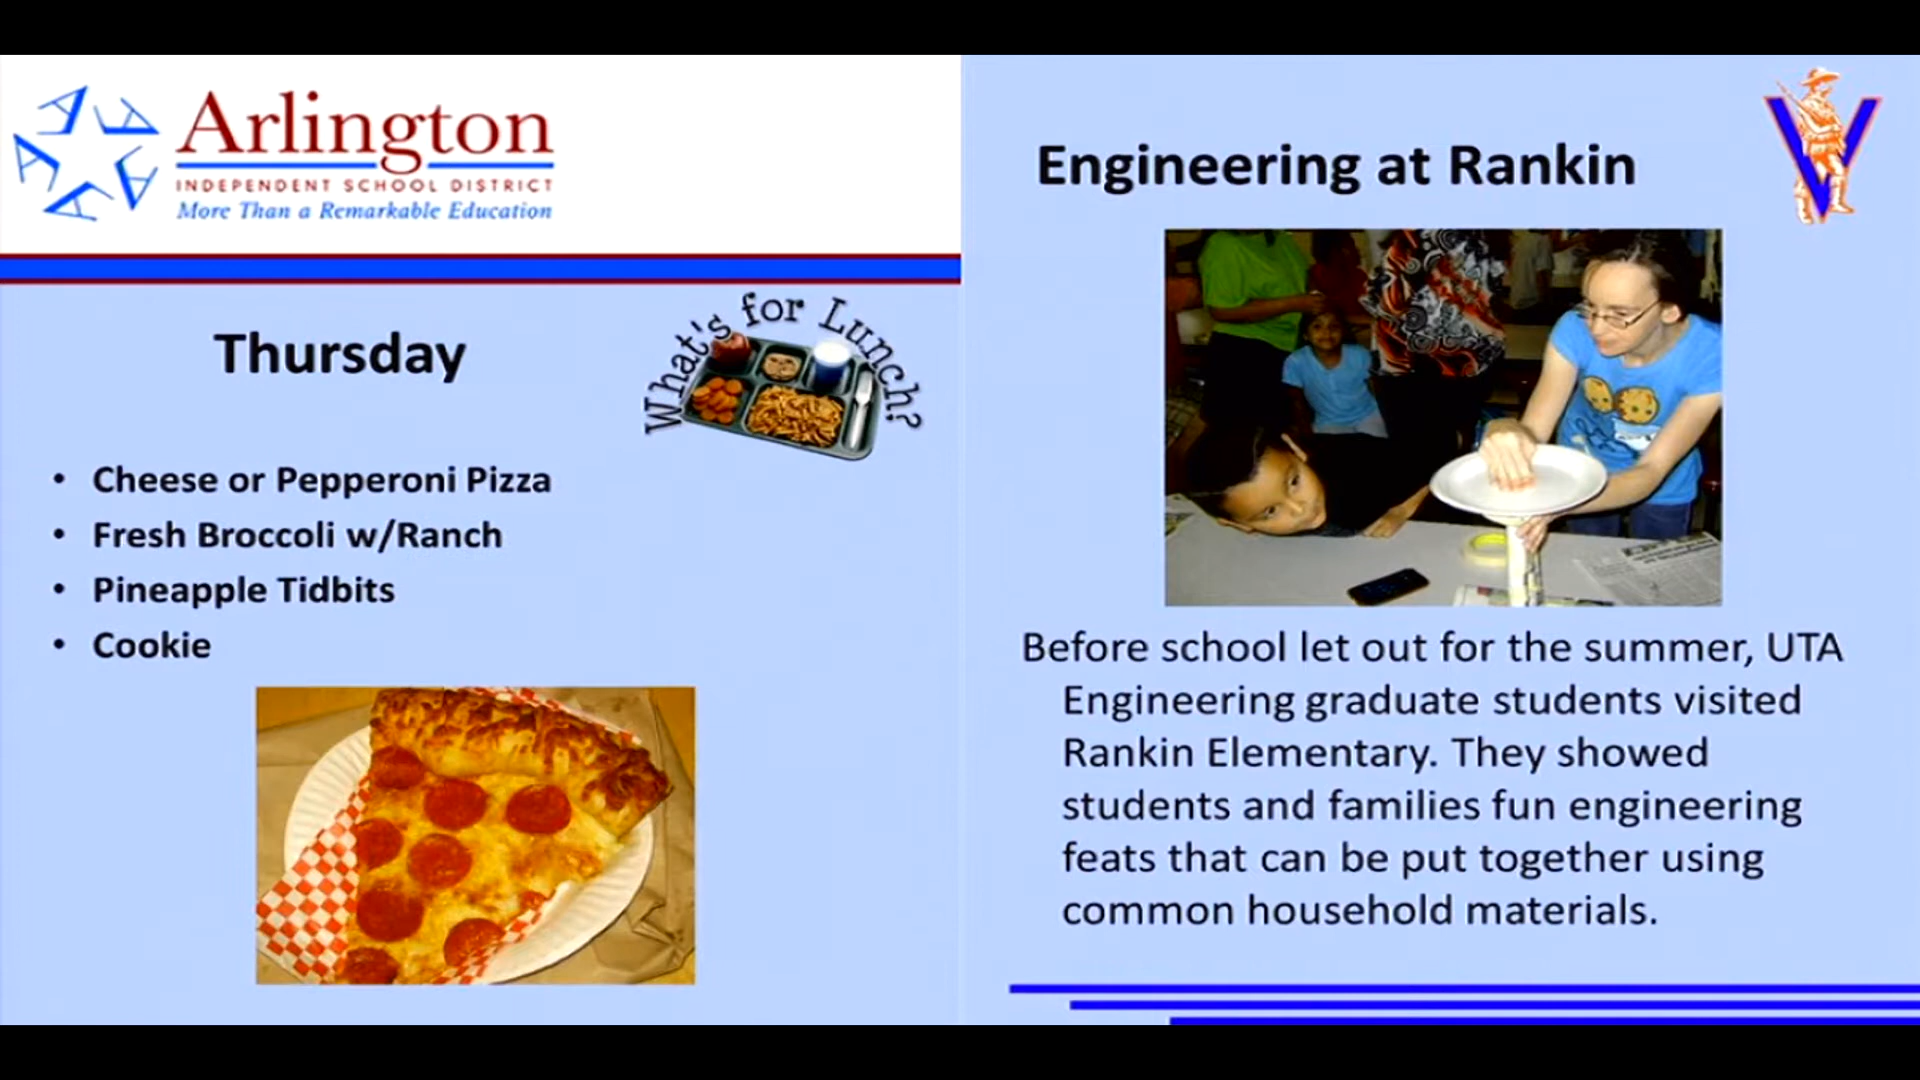 Arlington
INDEPENDENT SCHOOL DISTRICT
More Than a Remarkable Education
Thursday
What's for Lunch?
• Cheese or Pepperoni Pizza
• Fresh Broccoli w/Ranch
• Pineapple Tidbits
• Cookie
Engineering at Rankin
V
Before school let out for the summer, UTA
Engineering graduate students visited
Rankin Elementary. They showed
students and families fun engineering
feats that can be put together using
common household materials.